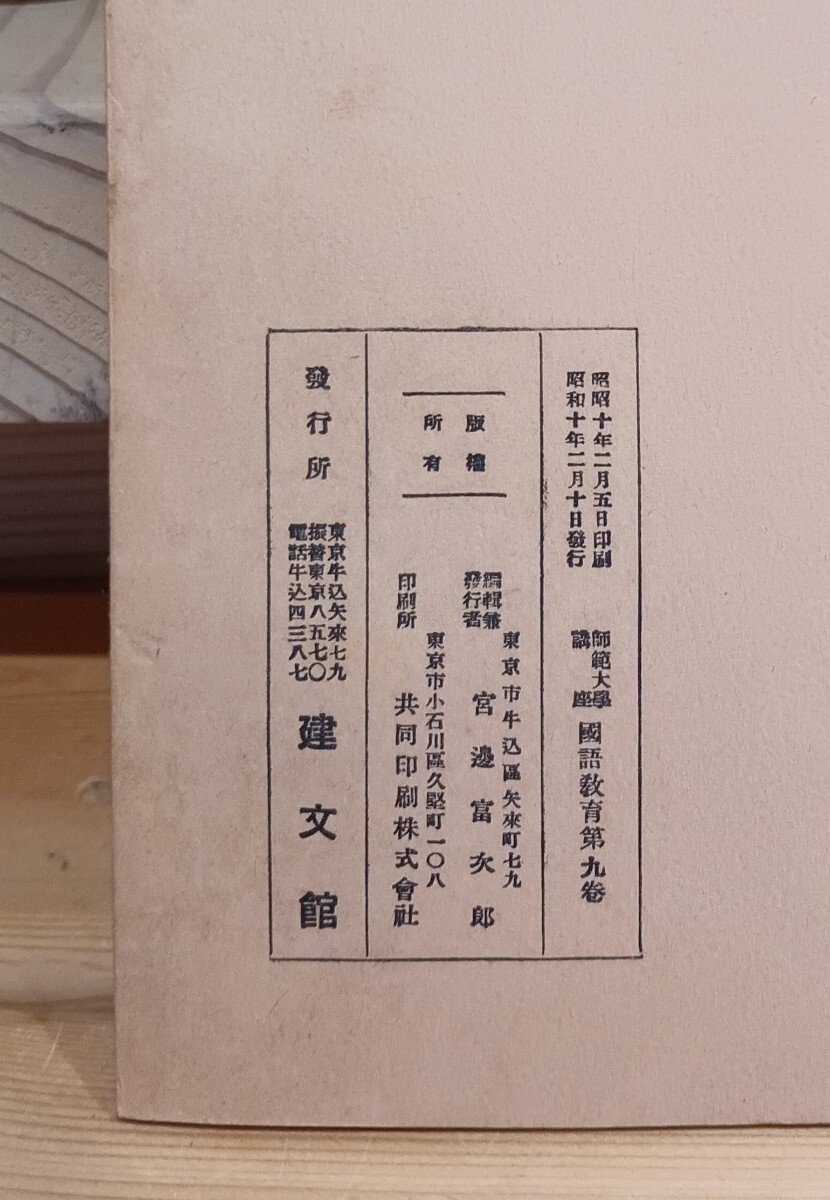 昭昭十年二月五日印刷
昭和十年二月十日發行
師範大學
講座
國語教育第九卷
版權
所有
東京市牛込區矢來町七九
編輯兼
發行者
宮邊富次郎
東京市小石川區久堅町一〇八
印刷所
共同印刷株式會社
發行所
東京牛込矢來七九
振替東京八五七〇
電話牛込四三八七
建文館